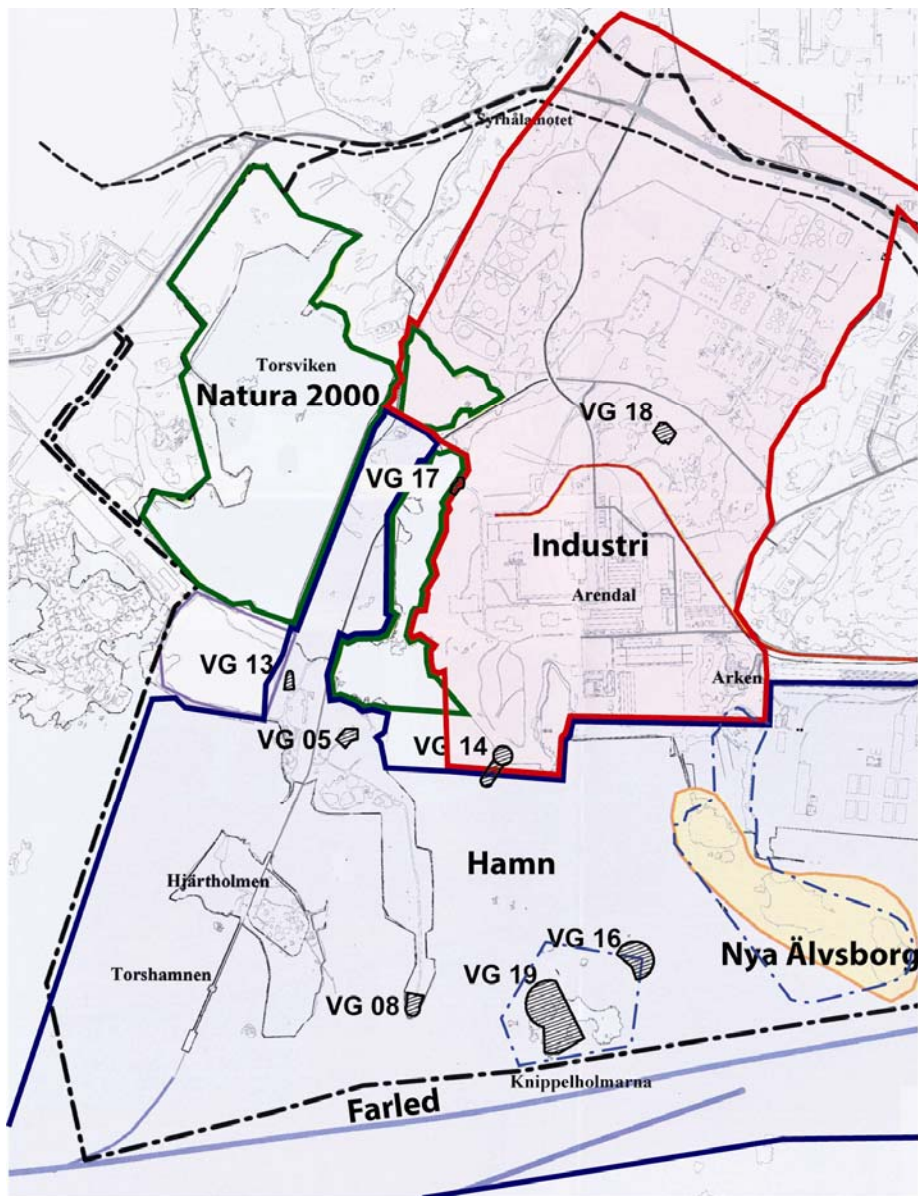 Syrhålamotet
Torsviken
Natura 2000
VG 18
VG 17
Industri
Arendal
VG 13
Arken
VG 05
VG 14
Hamn
Hjärtholmen
VG 16
Nya Älvsborg
Torshamnen
VG 19
VG 08
Knippelholmarna
Farled